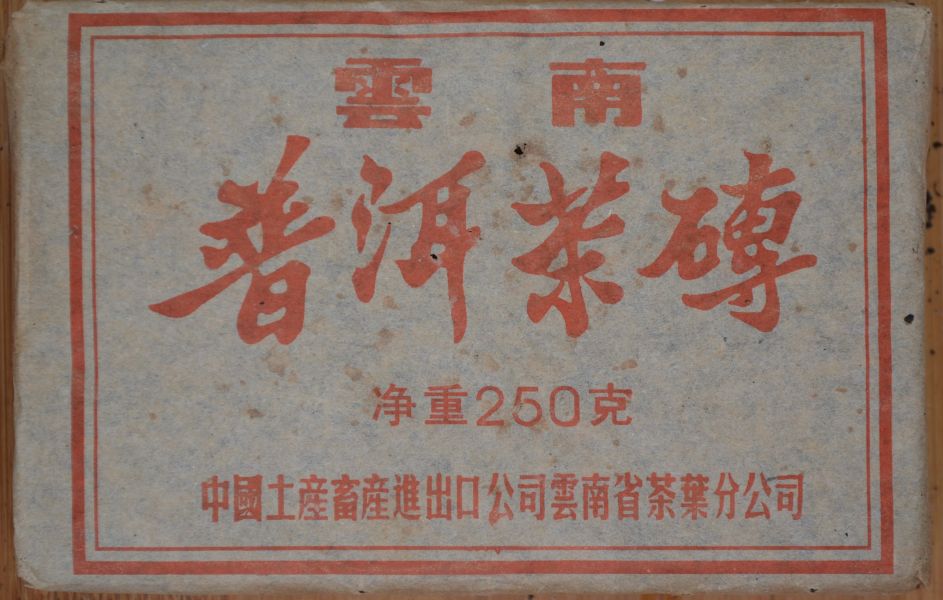 雲南
普洱茶磚
净重250克
中國土産畜産進出口公司雲南省茶葉分公司